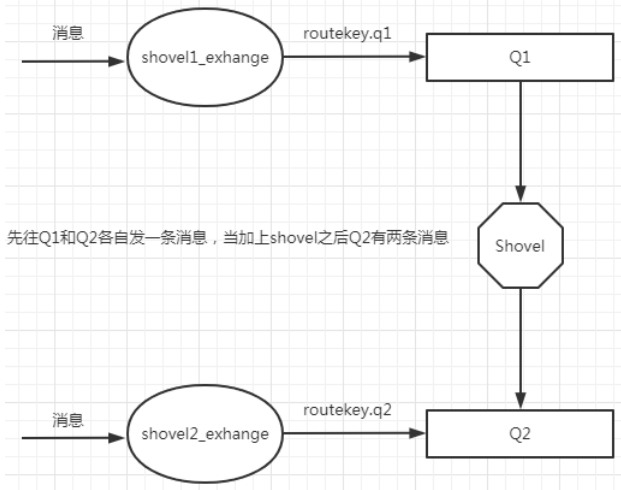 消息
routekey.q1
shovel1_exhange
Q1
先往Q1和Q2各自发一条消息，当加上shovel之后Q2有两条消息
Shovel
消息
routekey.q2
shovel2_exhange
Q2